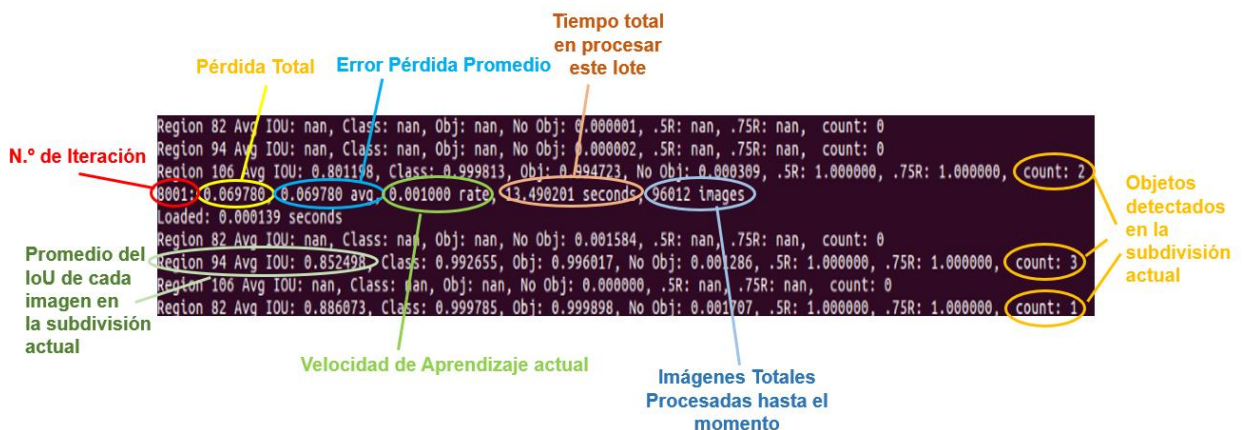 Tiempo total
en procesar
este lote
Pérdida Total
Error Pérdida Promedio
Region 82 Avg IOU: nan, Class: nan, Obj: nan, No Obj: 0.000001, .5R: nan, .75R: nan, count: 0
Region 94 Avg IOU: nan, Class: nan, Obj: nan, No Obj: 0.000002, .5R: nan, .75R: nan, count: 0
N.º de Iteración
Region 106 Avg IOU: 0.801198, Class: 0.999813, Obj: 0.994723, No Obj: 0.000309, .5R: 1.000000, .75R: 1.000000, count: 2
8001: 0.069780, 0.069780 avg, 0.001000 rate, 13.490201 seconds, 96012 images
Loaded: 0.000139 seconds
Region 82 Avg IOU: nan, Class: nan, Obj: nan, No Obj: 0.001584, .5R: nan, .75R: nan, count: 0
Region 94 Avg IOU: 0.852498, Class: 0.992655, Obj: 0.996017, No Obj: 0.001286, .5R: 1.000000, .75R: 1.000000, count: 3
Region 106 Avg IOU: nan, Class: nan, Obj: nan, No Obj: 0.000000, .5R: nan, .75R: nan, count: 0
Region 82 Avg IOU: 0.886073, Class: 0.999785, Obj: 0.999898, No Obj: 0.001707, .5R: 1.000000, .75R: 1.000000, count: 1
Objetos
detectados
en la
subdivisión
actual
Promedio del
IoU de cada
imagen en
la subdivisión
actual
Velocidad de Aprendizaje actual
Imágenes Totales
Procesadas hasta el
momento